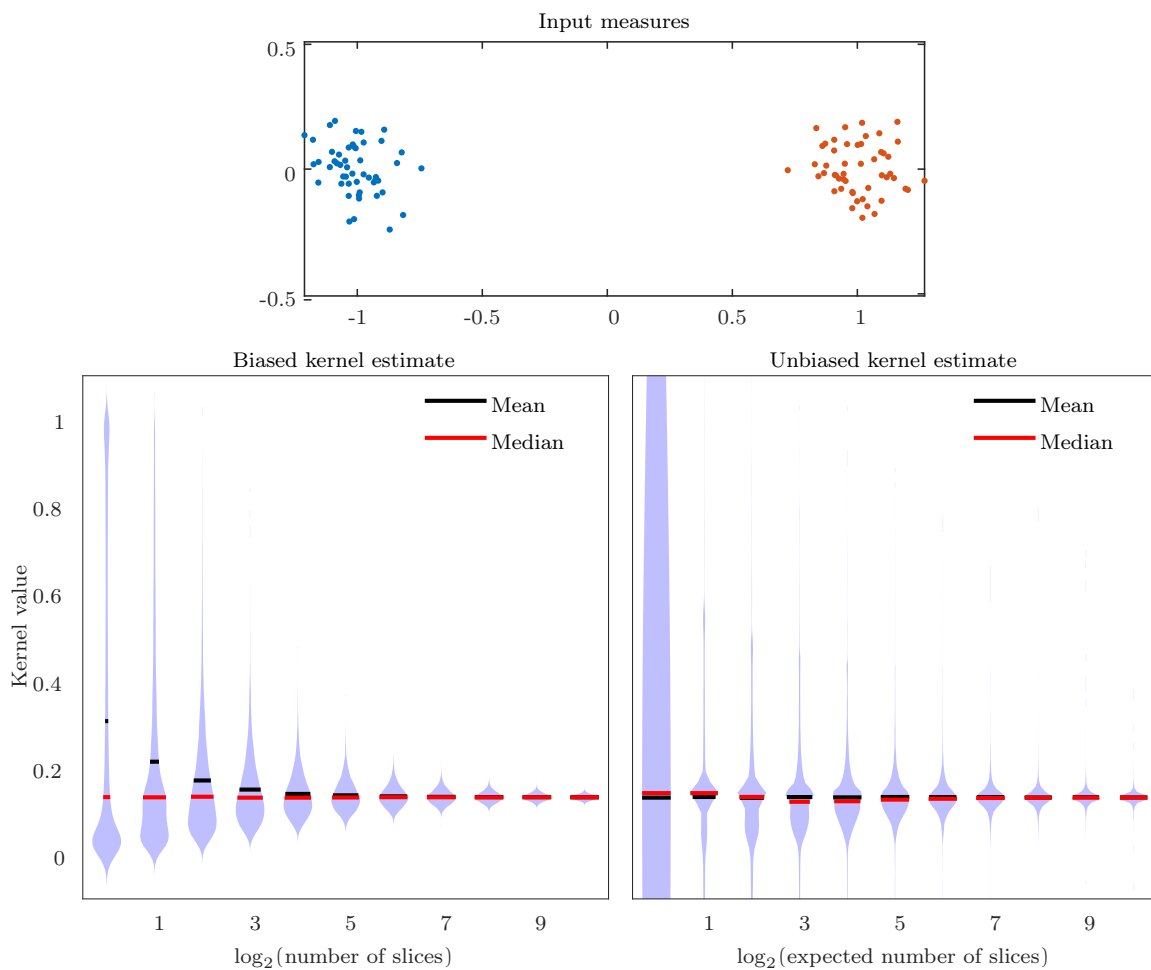 Input measures
0.5
0
-0.5
-1 -0.5 0 0.5 1
Biased kernel estimate
Mean
Median
Kernel value
1
0.8
0.6
0.4
0.2
0
1 3 5 7 9
log₂(number of slices)
Unbiased kernel estimate
Mean
Median
1 3 5 7 9
log₂(expected number of slices)